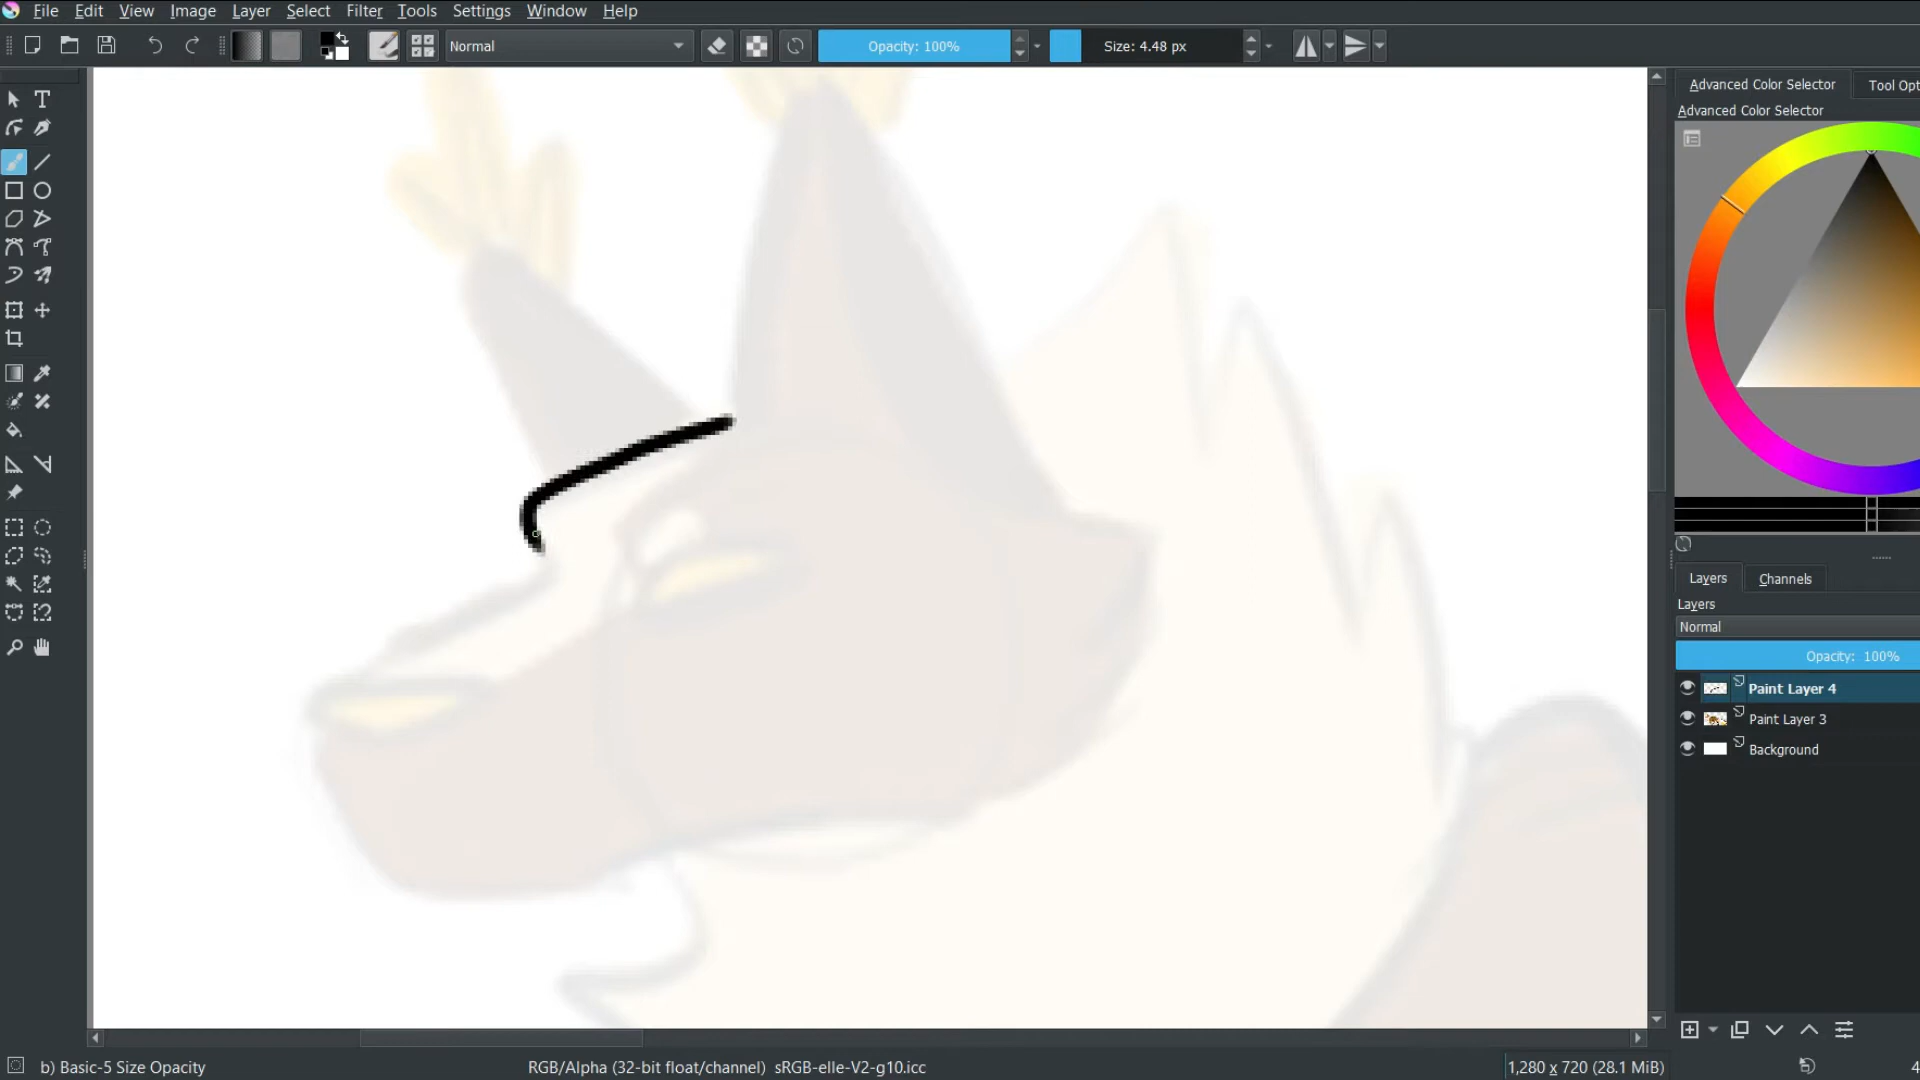 File Edit View Image Layer Select Filter Tools Settings Window Help
Normal Opacity: 100% Size: 4.48 px
Advanced Color Selector Tool Opt
Advanced Color Selector
Layers Channels
Layers
Normal
Opacity: 100%
Paint Layer 4
Paint Layer 3
Background
b) Basic-5 Size Opacity RGB/Alpha (32-bit float/channel) sRGB-elle-V2-g10.icc 1,280 x 720 (28.1 MiB) 4